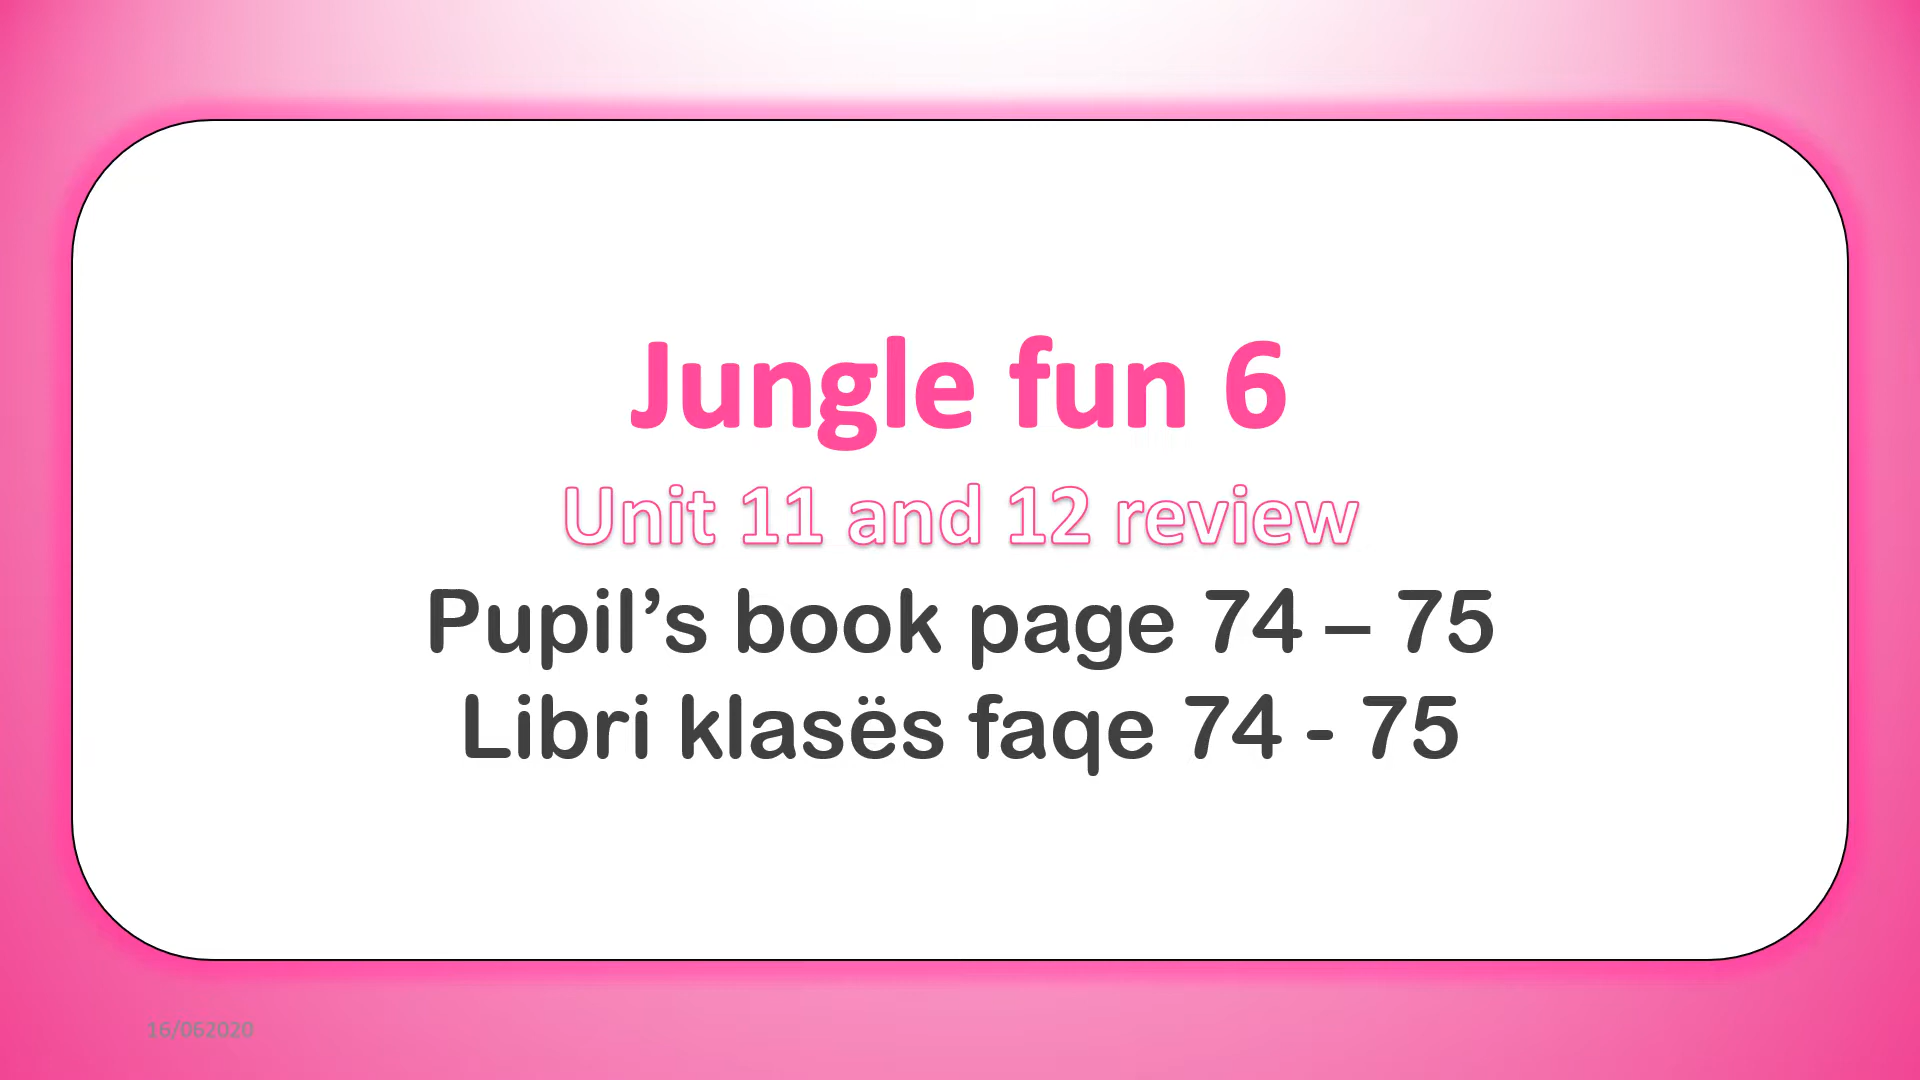 Jungle fun 6
Unit 11 and 12 review
Pupil’s book page 74 – 75
Libri klasës faqe 74 - 75
16/062020